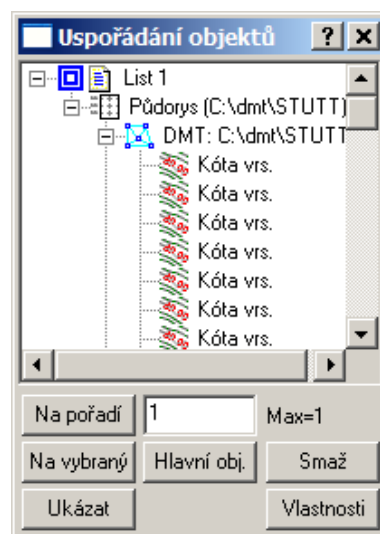 Uspořádání objektů
List 1
Půdorys (C:\dmt\STUTT)
DMT: C:\dmt\STUTT
Kóta vrs.
Kóta vrs.
Kóta vrs.
Kóta vrs.
Kóta vrs.
Kóta vrs.
Kóta vrs.
Na pořadí 1 Max=1
Na vybraný Hlavní obj. Smaž
Ukázat Vlastnosti